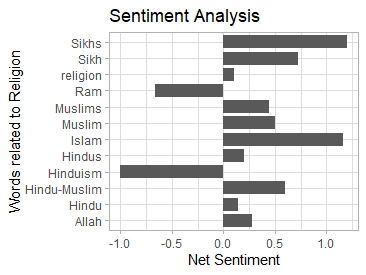 Sentiment Analysis
Words related to Religion
Sikhs
Sikh
religion
Ram
Muslims
Muslim
Islam
Hindus
Hinduism
Hindu-Muslim
Hindu
Allah
-1.0 -0.5 0.0 0.5 1.0
Net Sentiment